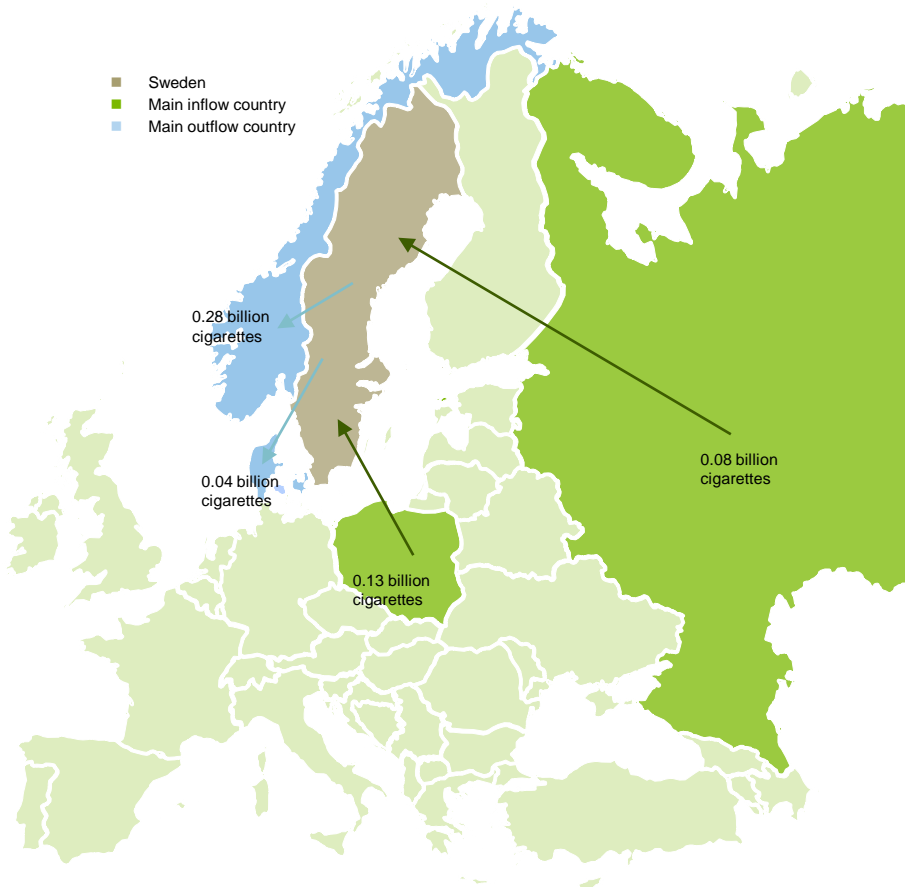 Sweden
Main inflow country
Main outflow country
0.28 billion
cigarettes
0.08 billion
cigarettes
0.04 billion
cigarettes
0.13 billion
cigarettes